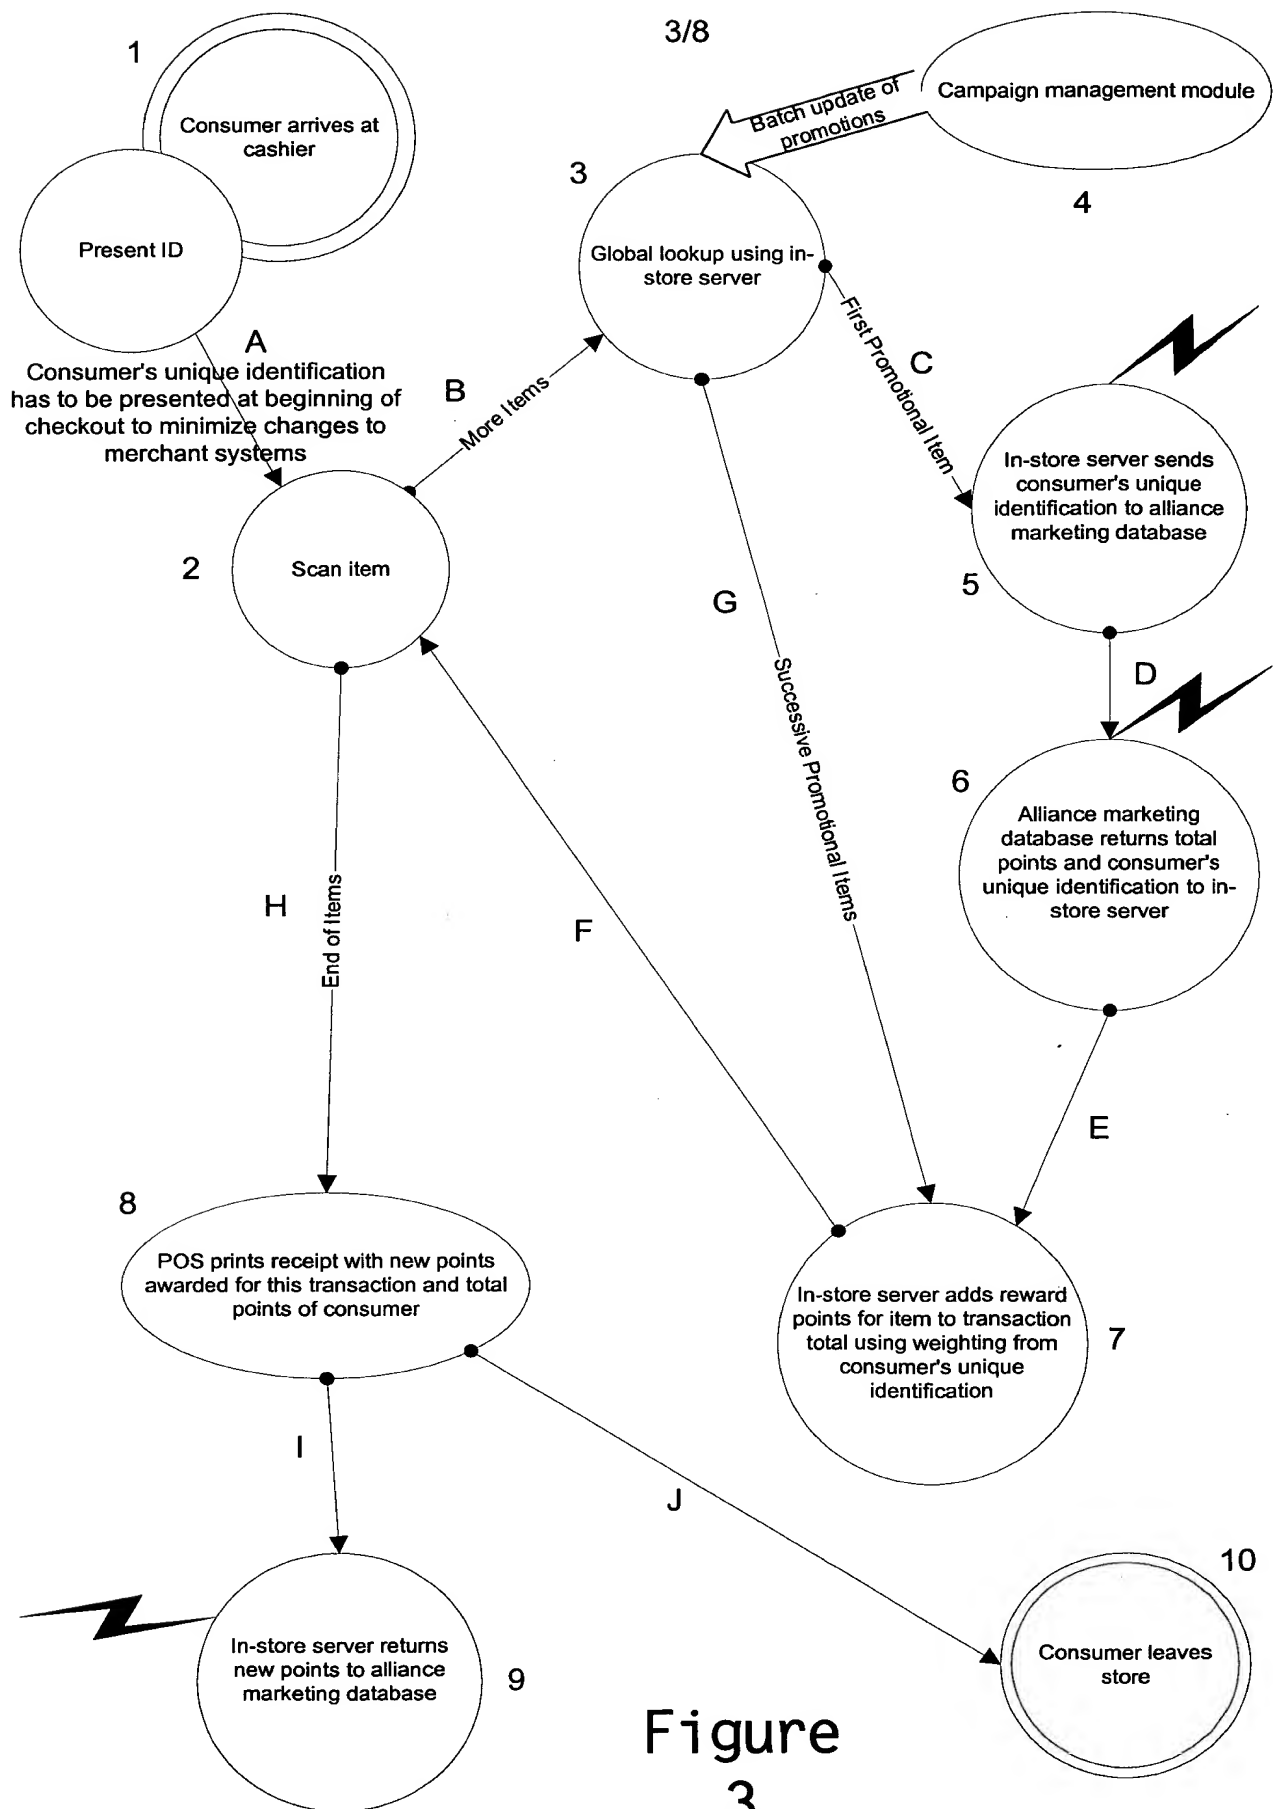 3/8
1
Consumer arrives at
cashier
Present ID
A
Consumer's unique identification
has to be presented at beginning of
checkout to minimize changes to
merchant systems
Campaign management module
4
Batch update of
promotions
3
Global lookup using in-
store server
B
More Items
C
First Promotional Item
2
Scan item
In-store server sends
consumer's unique
identification to alliance
marketing database
5
D
G
Successive Promotional Items
6
Alliance marketing
database returns total
points and consumer's
unique identification to in-
store server
H
End of Items
F
E
8
POS prints receipt with new points
awarded for this transaction and total
points of consumer
In-store server adds reward
points for item to transaction
total using weighting from
consumer's unique
identification
7
I
J
In-store server returns
new points to alliance
marketing database
9
10
Consumer leaves
store
Figure
3